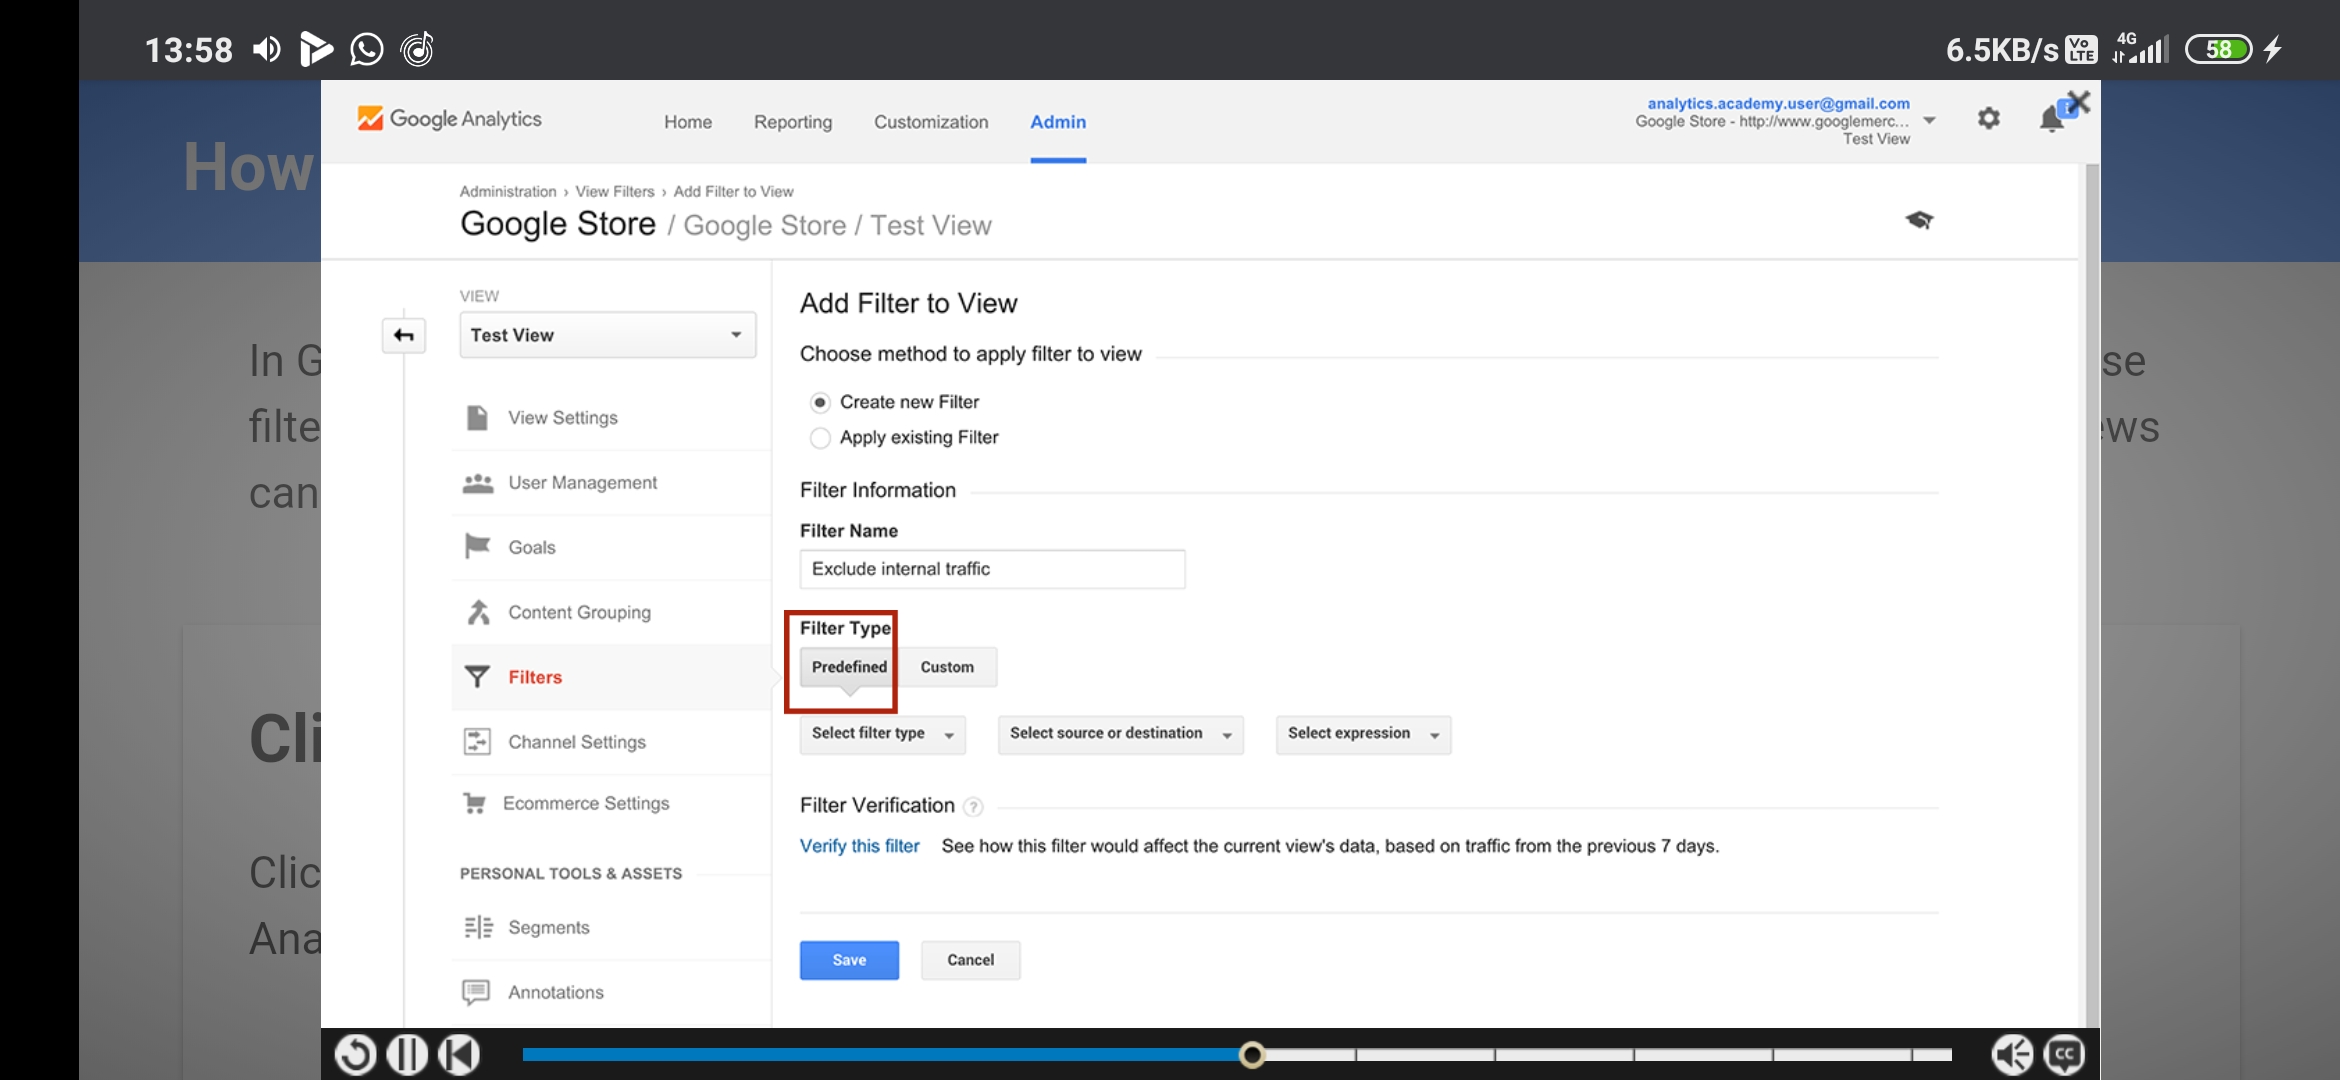 13:58
6.5KB/s Vo LTE 4G 58
How
Google Analytics
Home Reporting Customization Admin
analytics.academy.user@gmail.com
Google Store - http://www.googlemerc...
Test View
Administration › View Filters › Add Filter to View
Google Store / Google Store / Test View
In G
filte
can
se
ews
Cli
Clic
Ana
VIEW
Test View
View Settings
User Management
Goals
Content Grouping
Filters
Channel Settings
Ecommerce Settings
PERSONAL TOOLS & ASSETS
Segments
Annotations
Add Filter to View
Choose method to apply filter to view
Create new Filter
Apply existing Filter
Filter Information
Filter Name
Exclude internal traffic
Filter Type
Predefined Custom
Select filter type Select source or destination Select expression
Filter Verification ?
Verify this filter See how this filter would affect the current view's data, based on traffic from the previous 7 days.
Save Cancel
CC